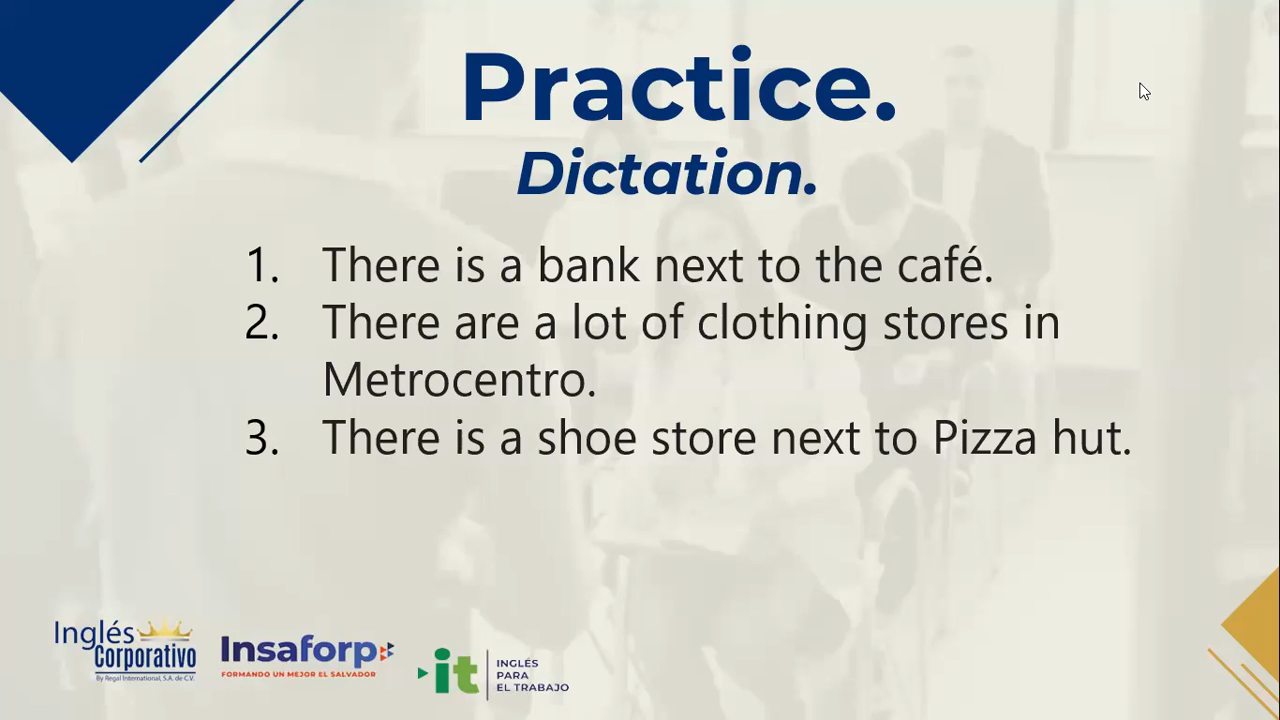 Practice.
Dictation.
1. There is a bank next to the café.
2. There are a lot of clothing stores in
Metrocentro.
3. There is a shoe store next to Pizza hut.
Inglés
Corporativo
By Regal International, S.A. de C.V.
Insaforp
FORMANDO UN MEJOR EL SALVADOR
it
INGLÉS
PARA
EL TRABAJO